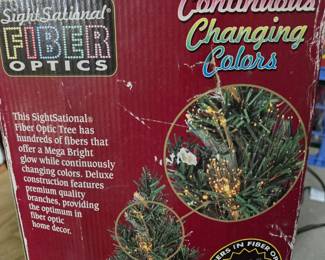 SightSational®
FIBER
OPTICS
Continuous
Changing
Colors
This SightSational®
Fiber Optic Tree has
hundreds of fibers that
offer a Mega Bright
glow while continuously
changing colors. Deluxe
construction features
premium quality
branches, providing
the optimum in
fiber optic
home decor.
IN FIBER